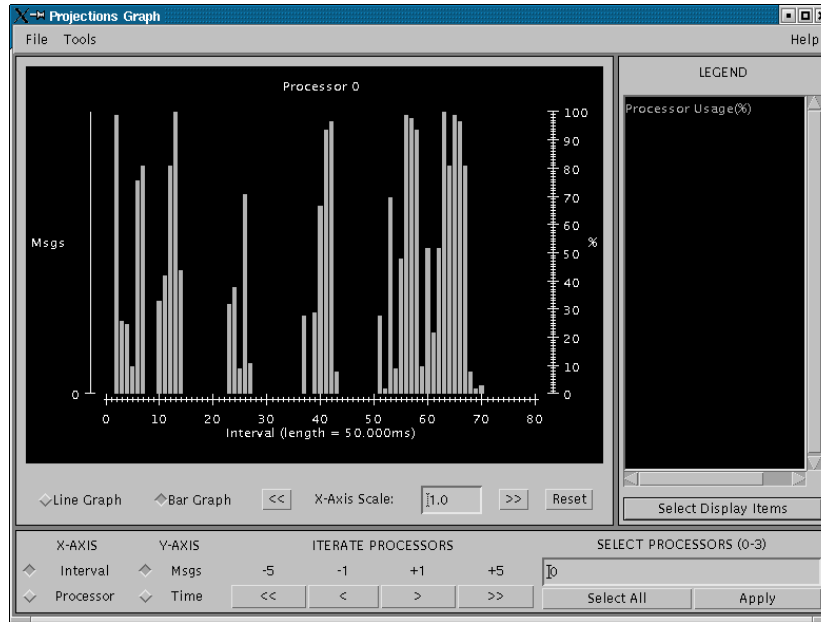 Projections Graph
File Tools Help
Processor 0
Msgs
0
100
90
80
70
60
50
40
30
20
10
0
%
0 10 20 30 40 50 60 70 80
Interval (length = 50.000ms)
LEGEND
Processor Usage(%)
Line Graph Bar Graph << X-Axis Scale: 1.0 >> Reset
Select Display Items
X-AXIS Y-AXIS ITERATE PROCESSORS SELECT PROCESSORS (0-3)
Interval Msgs -5 -1 +1 +5 0
Processor Time << < > >> Select All Apply